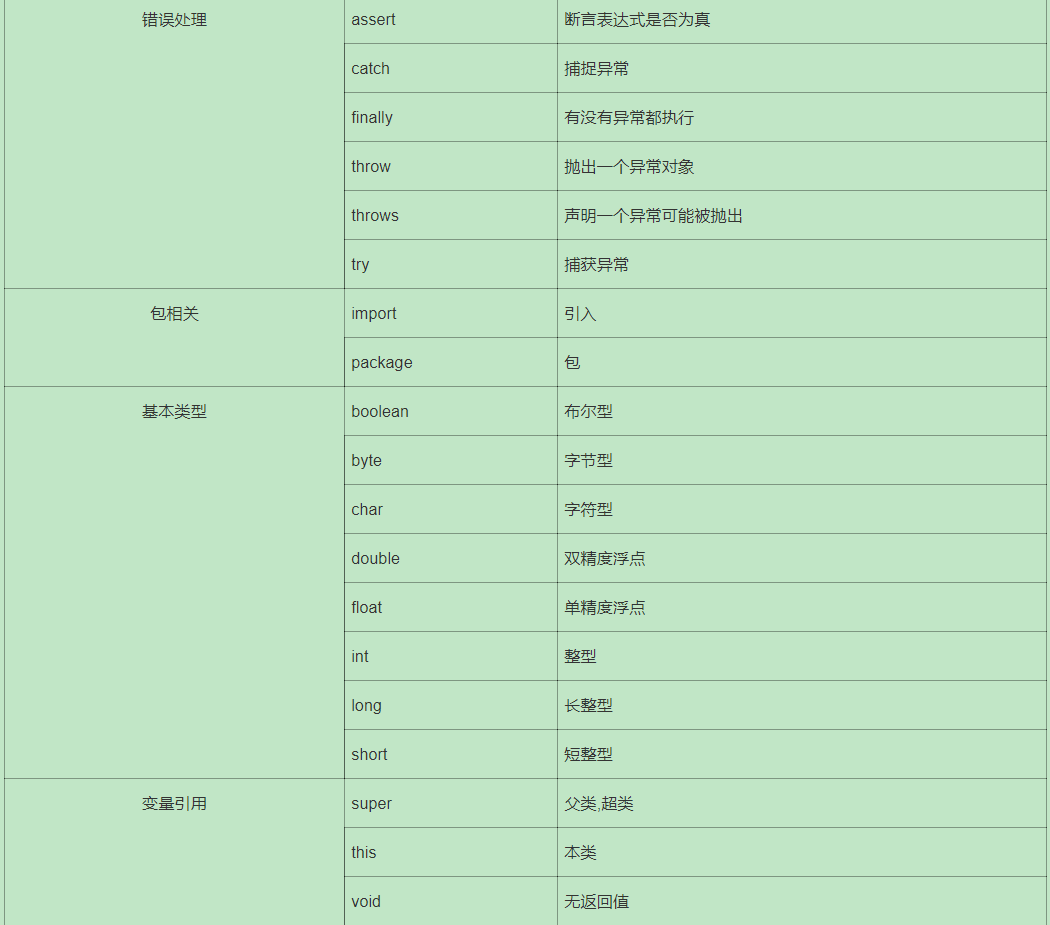 错误处理 assert 断言表达式是否为真
catch 捕捉异常
finally 有没有异常都执行
throw 抛出一个异常对象
throws 声明一个异常可能被抛出
try 捕获异常
包相关 import 引入
package 包
基本类型 boolean 布尔型
byte 字节型
char 字符型
double 双精度浮点
float 单精度浮点
int 整型
long 长整型
short 短整型
变量引用 super 父类,超类
this 本类
void 无返回值